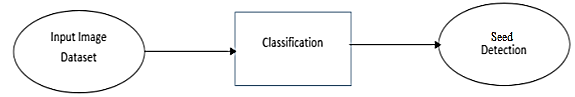 Input Image
Dataset
Classification
Seed
Detection